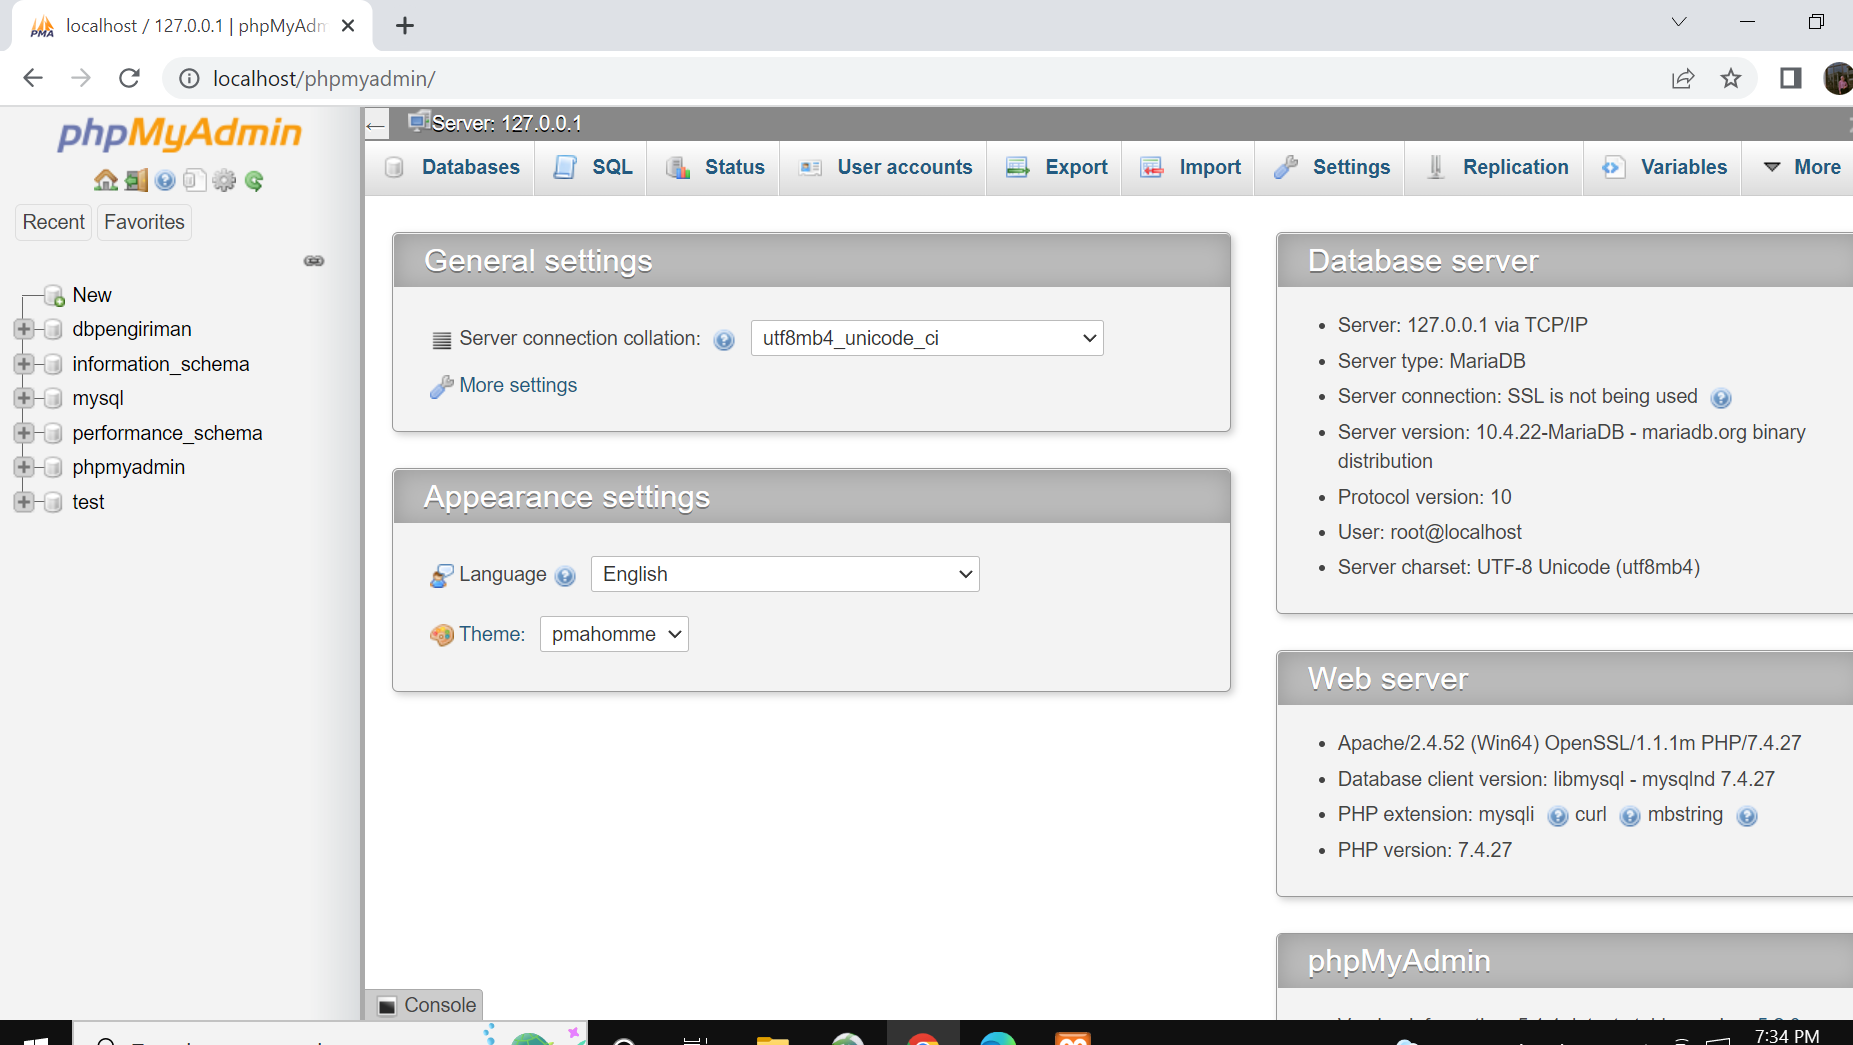 localhost / 127.0.0.1 | phpMyAdm
localhost/phpmyadmin/
phpMyAdmin
Recent
Favorites
New
dbpengiriman
information_schema
mysql
performance_schema
phpmyadmin
test
Server: 127.0.0.1
Databases
SQL
Status
User accounts
Export
Import
Settings
Replication
Variables
More
General settings
Server connection collation:
utf8mb4_unicode_ci
More settings
Appearance settings
Language
English
Theme:
pmahomme
Database server
Server: 127.0.0.1 via TCP/IP
Server type: MariaDB
Server connection: SSL is not being used
Server version: 10.4.22-MariaDB - mariadb.org binary
distribution
Protocol version: 10
User: root@localhost
Server charset: UTF-8 Unicode (utf8mb4)
Web server
Apache/2.4.52 (Win64) OpenSSL/1.1.1m PHP/7.4.27
Database client version: libmysql - mysqlnd 7.4.27
PHP extension: mysqli
curl
mbstring
PHP version: 7.4.27
phpMyAdmin
Console
7:34 PM